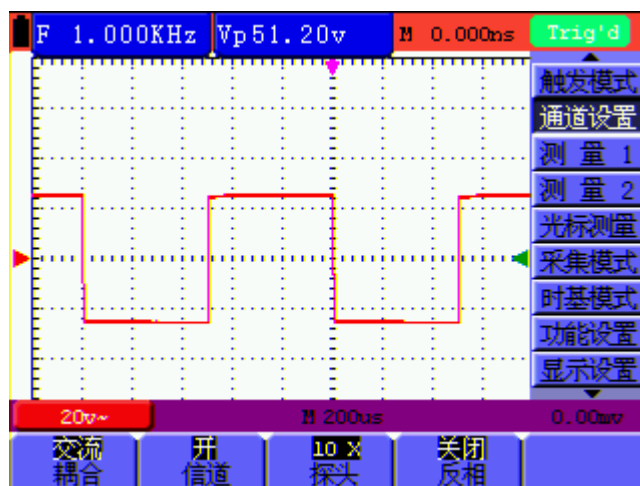 F 1.000KHz Vp51.20v M 0.000ns Trig'd
触发模式
通道设置
测量 1
测量 2
光标测量
采集模式
时基模式
功能设置
显示设置
20v~ M 200us 0.00mv
交流 开 10 X 关闭
耦合 信道 探头 反相